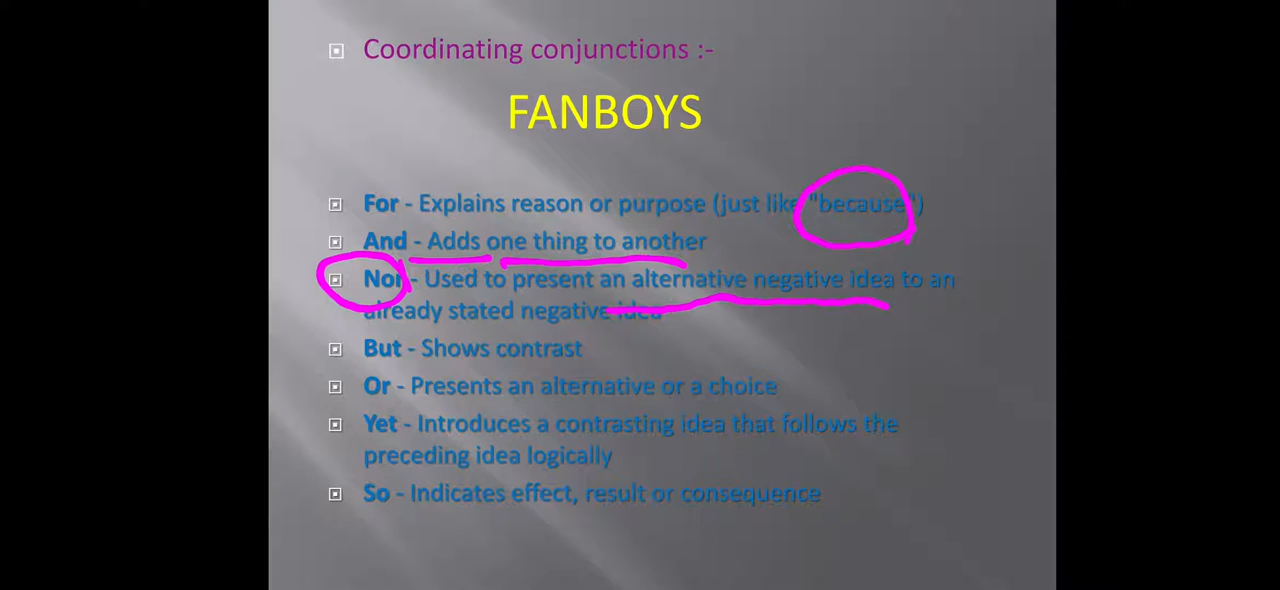 Coordinating conjunctions :-
FANBOYS
For - Explains reason or purpose (just like "because")
And - Adds one thing to another
Nor - Used to present an alternative negative idea to an
already stated negative idea
But - Shows contrast
Or - Presents an alternative or a choice
Yet - Introduces a contrasting idea that follows the
preceding idea logically
So - Indicates effect, result or consequence